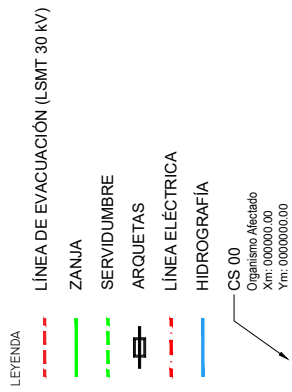 LEYENDA
LÍNEA DE EVACUACIÓN (LSMT 30 kV)
ZANJA
SERVIDUMBRE
ARQUETAS
LÍNEA ELÉCTRICA
HIDROGRAFÍA
CS 00
Organismo Afectado
Xm: 000000.00
Ym: 0000000.00